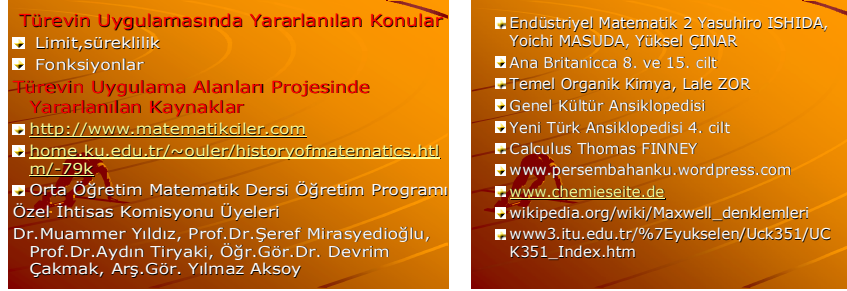 Türevin Uygulamasında Yararlanılan Konular
Limit,süreklilik
Fonksiyonlar
Türevin Uygulama Alanları Projesinde
Yararlanılan Kaynaklar
http://www.matematikciler.com
home.ku.edu.tr/~ouler/historyofmatematics.htl
m/-79k
Orta Öğretim Matematik Dersi Öğretim Programı
Özel İhtisas Komisyonu Üyeleri
Dr.Muammer Yıldız, Prof.Dr.Şeref Mirasyedioğlu,
Prof.Dr.Aydın Tiryaki, Öğr.Gör.Dr. Devrim
Çakmak, Arş.Gör. Yılmaz Aksoy
Endüstriyel Matematik 2 Yasuhiro ISHIDA,
Yoichi MASUDA, Yüksel ÇINAR
Ana Britanicca 8. ve 15. cilt
Temel Organik Kimya, Lale ZOR
Genel Kültür Ansiklopedisi
Yeni Türk Ansiklopedisi 4. cilt
Calculus Thomas FINNEY
www.persembahanku.wordpress.com
www.chemieseite.de
wikipedia.org/wiki/Maxwell_denklemleri
www3.itu.edu.tr/%7Eyukselen/Uck351/UC
K351_Index.htm